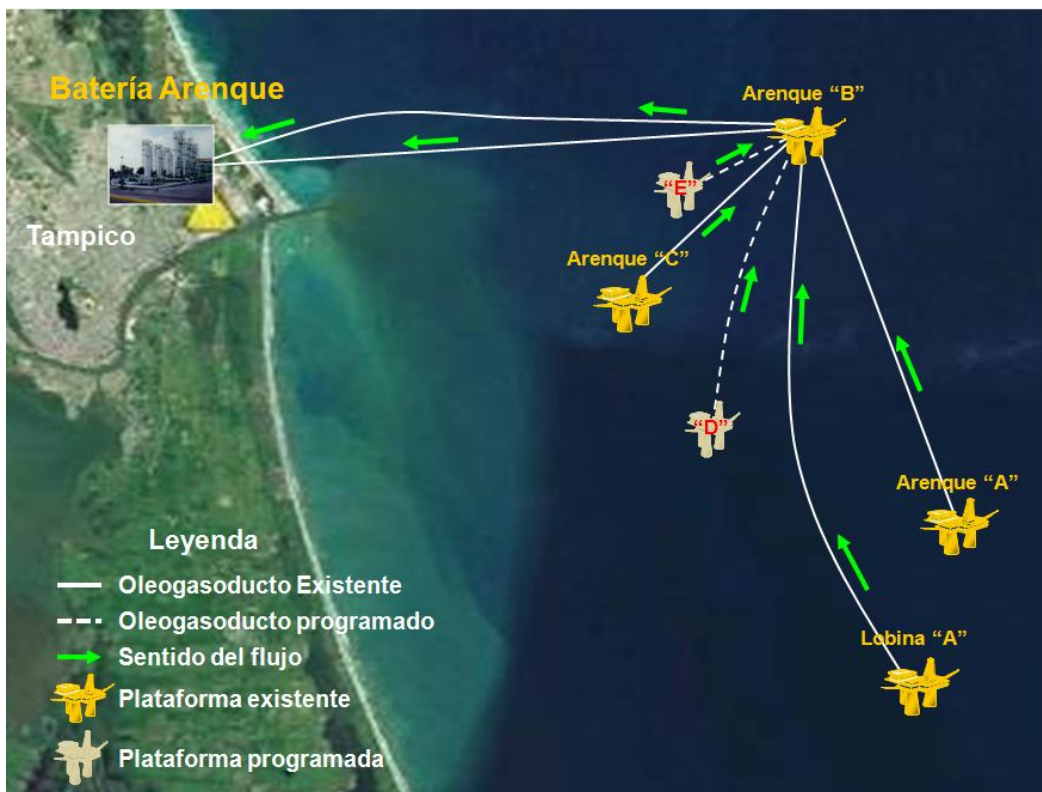 Batería Arenque
Arenque “B”
“E”
Tampico
Arenque “C”
“D”
Arenque “A”
Lobina “A”
Leyenda
Oleogasoducto Existente
Oleogasoducto programado
Sentido del flujo
Plataforma existente
Plataforma programada